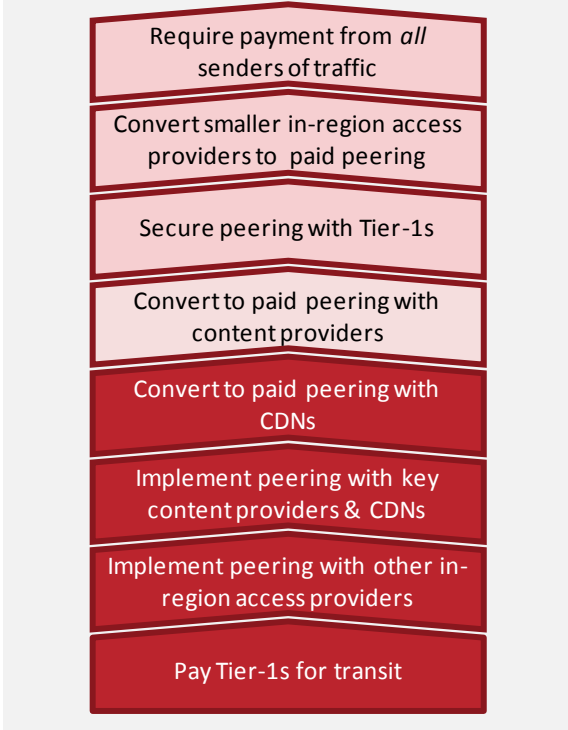 Require payment from all
senders of traffic
Convert smaller in-region access
providers to paid peering
Secure peering with Tier-1s
Convert to paid peering with
content providers
Convert to paid peering with
CDNs
Implement peering with key
content providers & CDNs
Implement peering with other in-
region access providers
Pay Tier-1s for transit